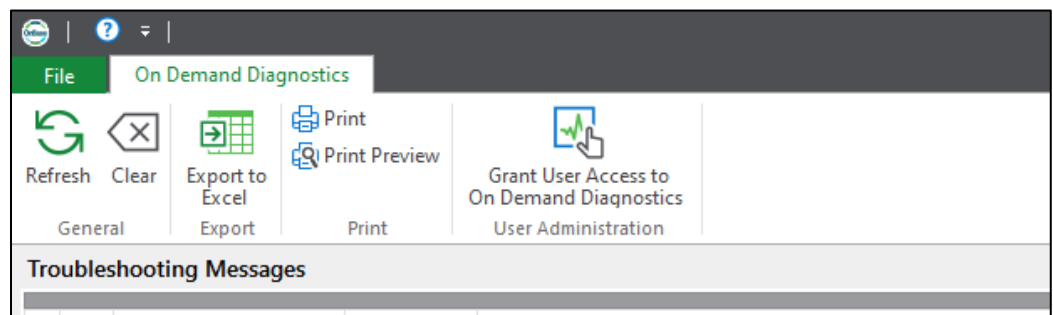 OnBase
?
File
On Demand Diagnostics
Refresh
Clear
Export to
Excel
Print
Print Preview
Grant User Access to
On Demand Diagnostics
General
Export
Print
User Administration
Troubleshooting Messages